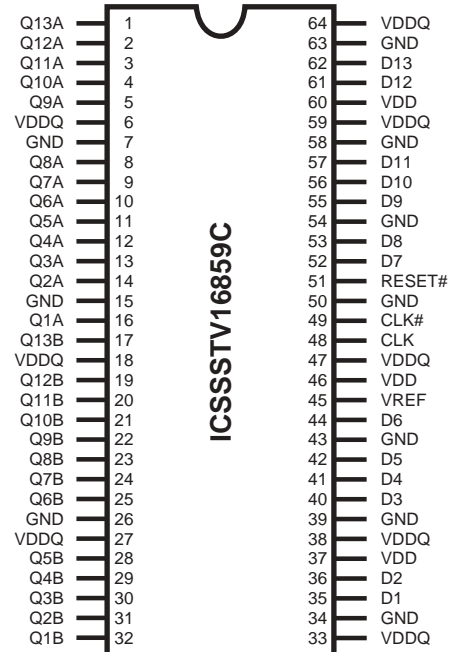 Q13A 1 64 VDDQ
Q12A 2 63 GND
Q11A 3 62 D13
Q10A 4 61 D12
Q9A 5 60 VDD
VDDQ 6 59 VDDQ
GND 7 58 GND
Q8A 8 57 D11
Q7A 9 56 D10
Q6A 10 55 D9
Q5A 11 54 GND
Q4A 12 53 D8
Q3A 13 52 D7
Q2A 14 51 RESET#
GND 15 50 GND
Q1A 16 49 CLK#
Q13B 17 48 CLK
VDDQ 18 47 VDDQ
Q12B 19 46 VDD
Q11B 20 45 VREF
Q10B 21 44 D6
Q9B 22 43 GND
Q8B 23 42 D5
Q7B 24 41 D4
Q6B 25 40 D3
GND 26 39 GND
VDDQ 27 38 VDDQ
Q5B 28 37 VDD
Q4B 29 36 D2
Q3B 30 35 D1
Q2B 31 34 GND
Q1B 32 33 VDDQ
ICSSSTV16859C